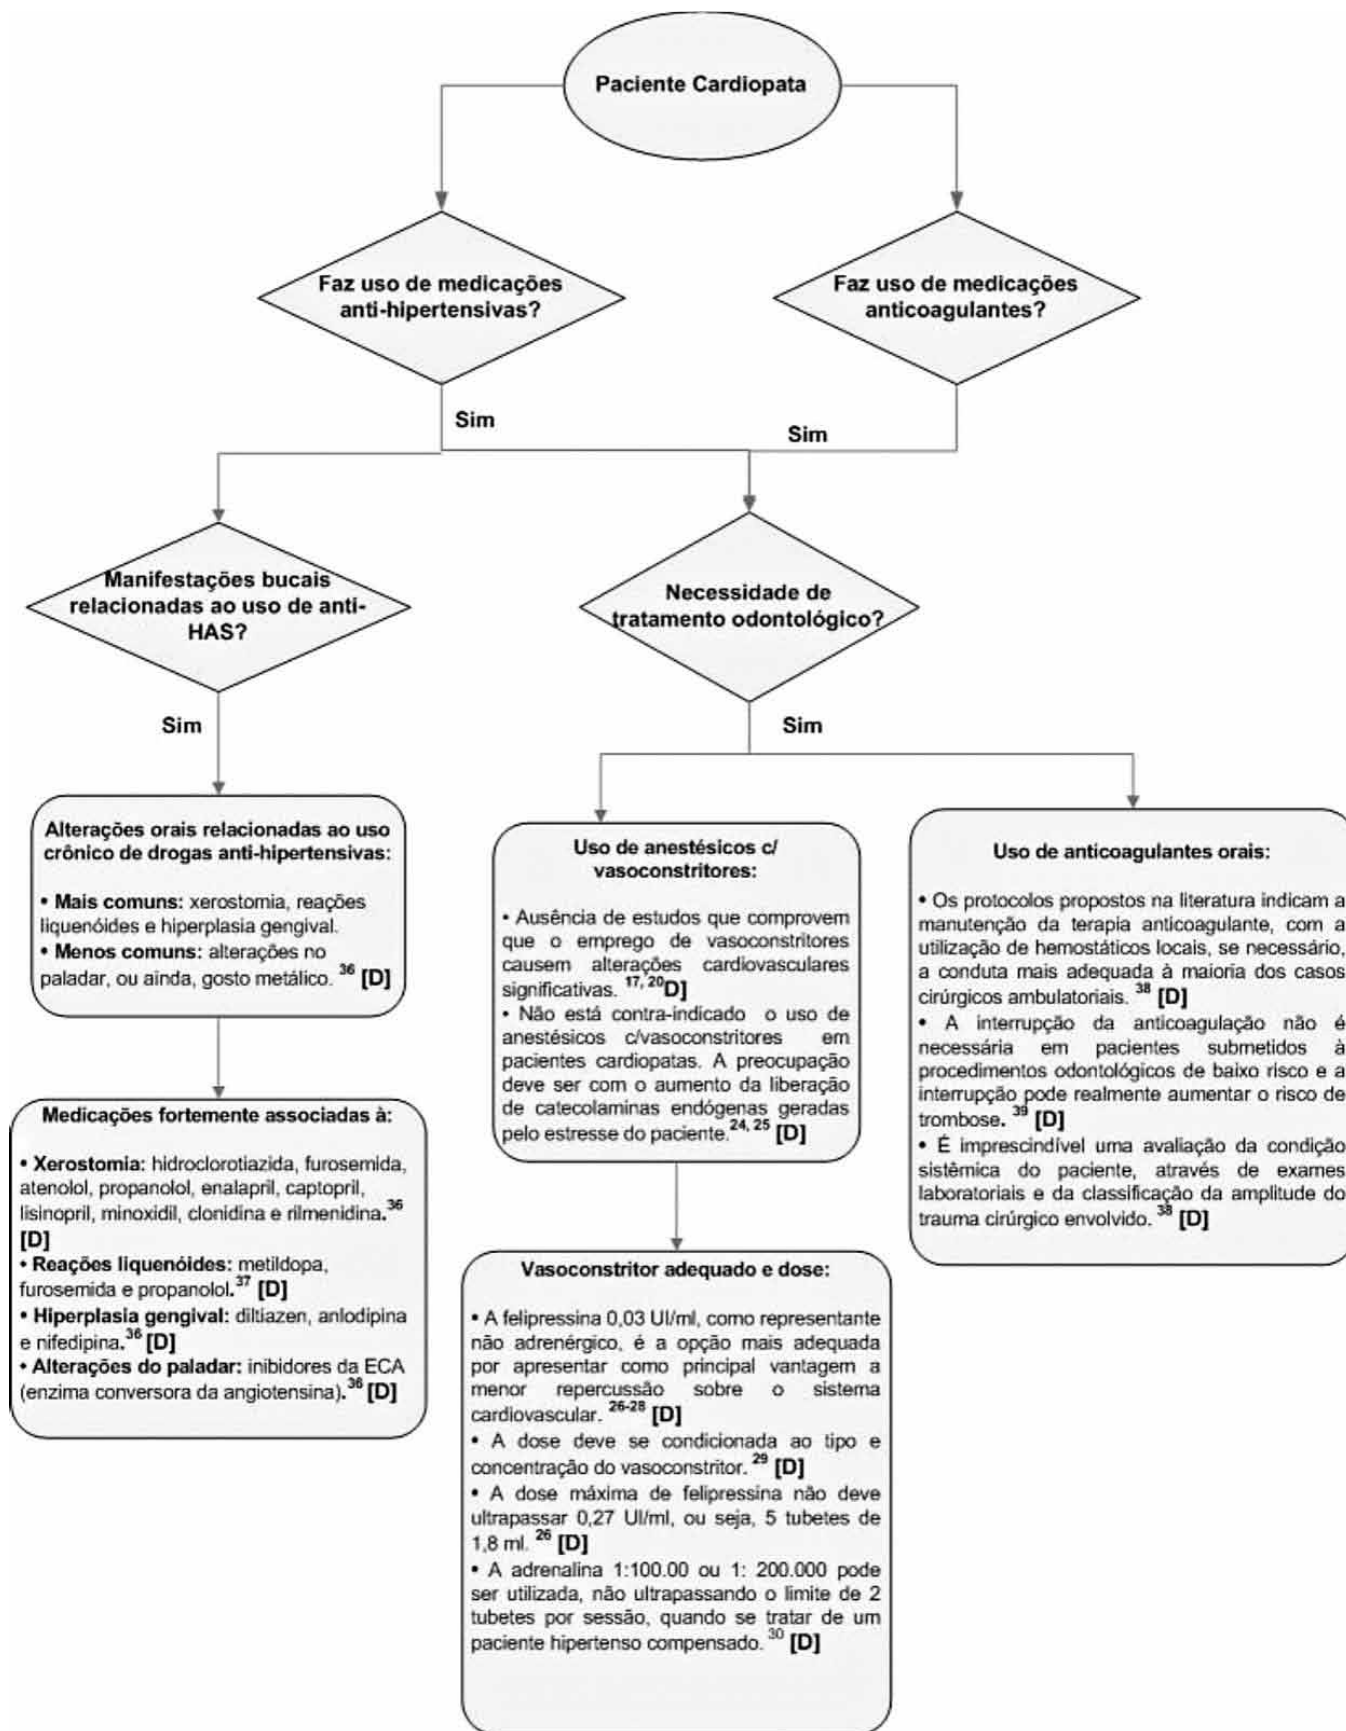 Paciente Cardiopata
Faz uso de medicações
anti-hipertensivas?
Faz uso de medicações
anticoagulantes?
Sim
Sim
Manifestações bucais
relacionadas ao uso de anti-
HAS?
Necessidade de
tratamento odontológico?
Sim
Sim
Alterações orais relacionadas ao uso
crônico de drogas anti-hipertensivas:
• Mais comuns: xerostomia, reações
liquenóides e hiperplasia gengival.
• Menos comuns: alterações no
paladar, ou ainda, gosto metálico. 36 [D]
Medicações fortemente associadas à:
• Xerostomia: hidroclorotiazida, furosemida,
atenolol, propanolol, enalapril, captopril,
lisinopril, minoxidil, clonidina e rilmenidina.36
[D]
• Reações liquenóides: metildopa,
furosemida e propanolol.37 [D]
• Hiperplasia gengival: diltiazen, anlodipina
e nifedipina.36 [D]
• Alterações do paladar: inibidores da ECA
(enzima conversora da angiotensina).36 [D]
Uso de anestésicos c/
vasoconstritores:
• Ausência de estudos que comprovem
que o emprego de vasoconstritores
causem alterações cardiovasculares
significativas. 17, 20D]
• Não está contra-indicado o uso de
anestésicos c/vasoconstritores em
pacientes cardiopatas. A preocupação
deve ser com o aumento da liberação
de catecolaminas endógenas geradas
pelo estresse do paciente.24, 25 [D]
Vasoconstritor adequado e dose:
• A felipressina 0,03 UI/ml, como representante
não adrenérgico, é a opção mais adequada
por apresentar como principal vantagem a
menor repercussão sobre o sistema
cardiovascular. 26-28 [D]
• A dose deve se condicionada ao tipo e
concentração do vasoconstritor. 29 [D]
• A dose máxima de felipressina não deve
ultrapassar 0,27 UI/ml, ou seja, 5 tubetes de
1,8 ml. 26 [D]
• A adrenalina 1:100.00 ou 1: 200.000 pode
ser utilizada, não ultrapassando o limite de 2
tubetes por sessão, quando se tratar de um
paciente hipertenso compensado. 30 [D]
Uso de anticoagulantes orais:
• Os protocolos propostos na literatura indicam a
manutenção da terapia anticoagulante, com a
utilização de hemostáticos locais, se necessário,
a conduta mais adequada à maioria dos casos
cirúrgicos ambulatoriais. 38 [D]
• A interrupção da anticoagulação não é
necessária em pacientes submetidos à
procedimentos odontológicos de baixo risco e a
interrupção pode realmente aumentar o risco de
trombose. 39 [D]
• É imprescindível uma avaliação da condição
sistêmica do paciente, através de exames
laboratoriais e da classificação da amplitude do
trauma cirúrgico envolvido. 38 [D]